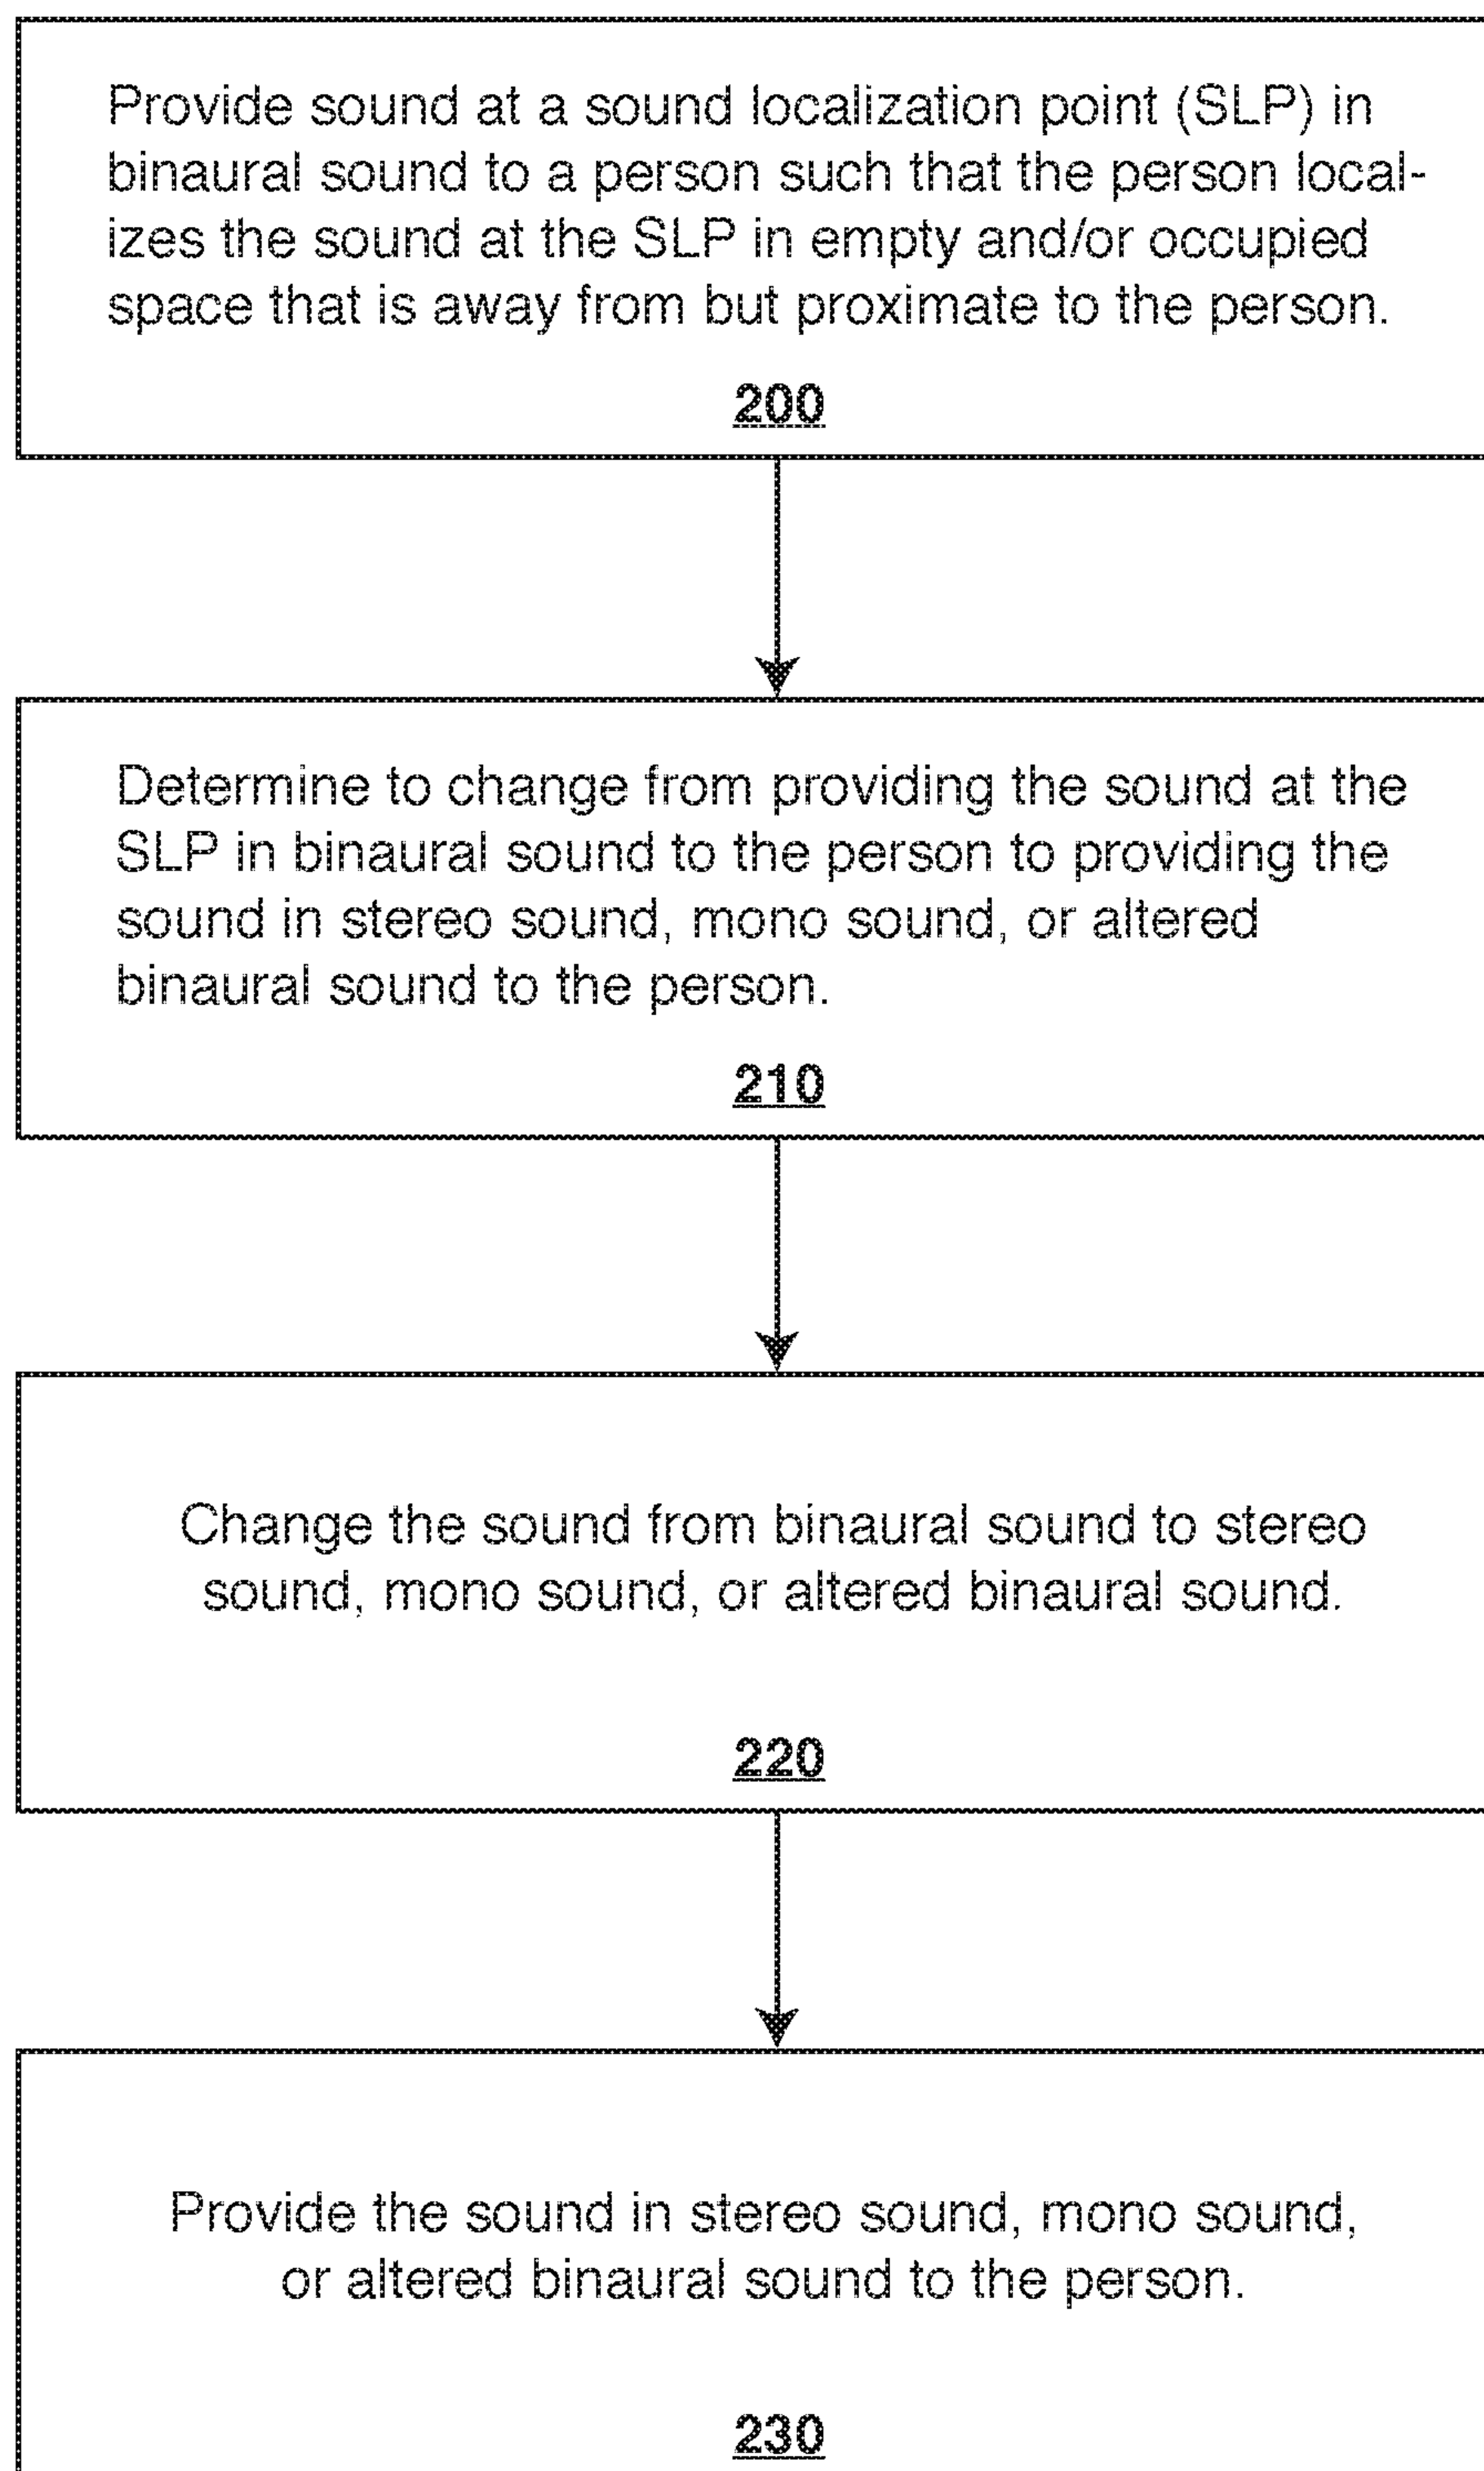 Provide sound at a sound localization point (SLP) in
binaural sound to a person such that the person local-
izes the sound at the SLP in empty and/or occupied
space that is away from but proximate to the person.
200
Determine to change from providing the sound at the
SLP in binaural sound to the person to providing the
sound in stereo sound, mono sound, or altered
binaural sound to the person.
210
Change the sound from binaural sound to stereo
sound, mono sound, or altered binaural sound.
220
Provide the sound in stereo sound, mono sound,
or altered binaural sound to the person.
230